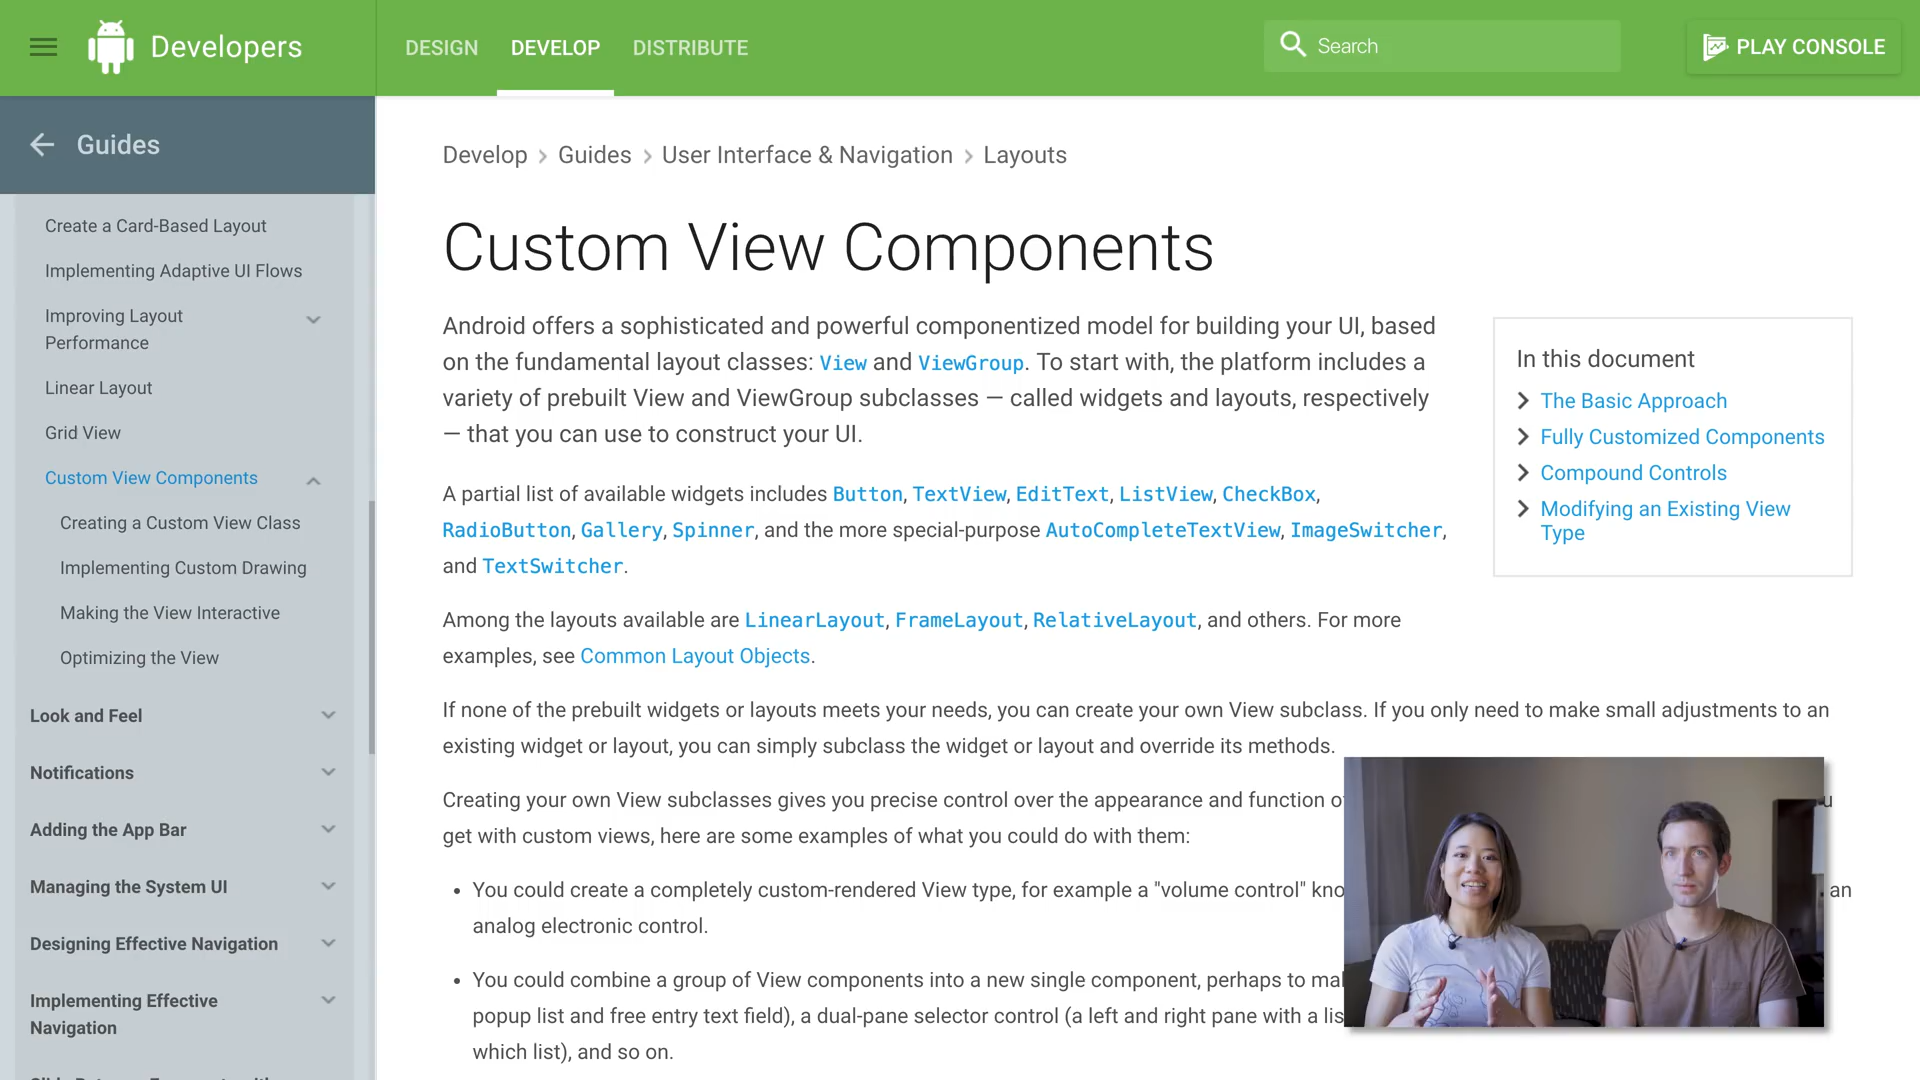 Developers
DESIGN
DEVELOP
DISTRIBUTE
Search
PLAY CONSOLE
Guides
Create a Card-Based Layout
Implementing Adaptive UI Flows
Improving Layout
Performance
Linear Layout
Grid View
Custom View Components
Creating a Custom View Class
Implementing Custom Drawing
Making the View Interactive
Optimizing the View
Look and Feel
Notifications
Adding the App Bar
Managing the System UI
Designing Effective Navigation
Implementing Effective
Navigation
Develop > Guides > User Interface & Navigation > Layouts
Custom View Components
Android offers a sophisticated and powerful componentized model for building your UI, based
on the fundamental layout classes: View and ViewGroup. To start with, the platform includes a
variety of prebuilt View and ViewGroup subclasses — called widgets and layouts, respectively
— that you can use to construct your UI.
A partial list of available widgets includes Button, TextView, EditText, ListView, CheckBox,
RadioButton, Gallery, Spinner, and the more special-purpose AutoCompleteTextView, ImageSwitcher,
and TextSwitcher.
Among the layouts available are LinearLayout, FrameLayout, RelativeLayout, and others. For more
examples, see Common Layout Objects.
If none of the prebuilt widgets or layouts meets your needs, you can create your own View subclass. If you only need to make small adjustments to an
existing widget or layout, you can simply subclass the widget or layout and override its methods.
Creating your own View subclasses gives you precise control over the appearance and function
get with custom views, here are some examples of what you could do with them:
• You could create a completely custom-rendered View type, for example a "volume control" an
analog electronic control.
• You could combine a group of View components into a new single component, perhaps to
popup list and free entry text field), a dual-pane selector control (a left and right pane with a
which list), and so on.
In this document
The Basic Approach
Fully Customized Components
Compound Controls
Modifying an Existing View
Type